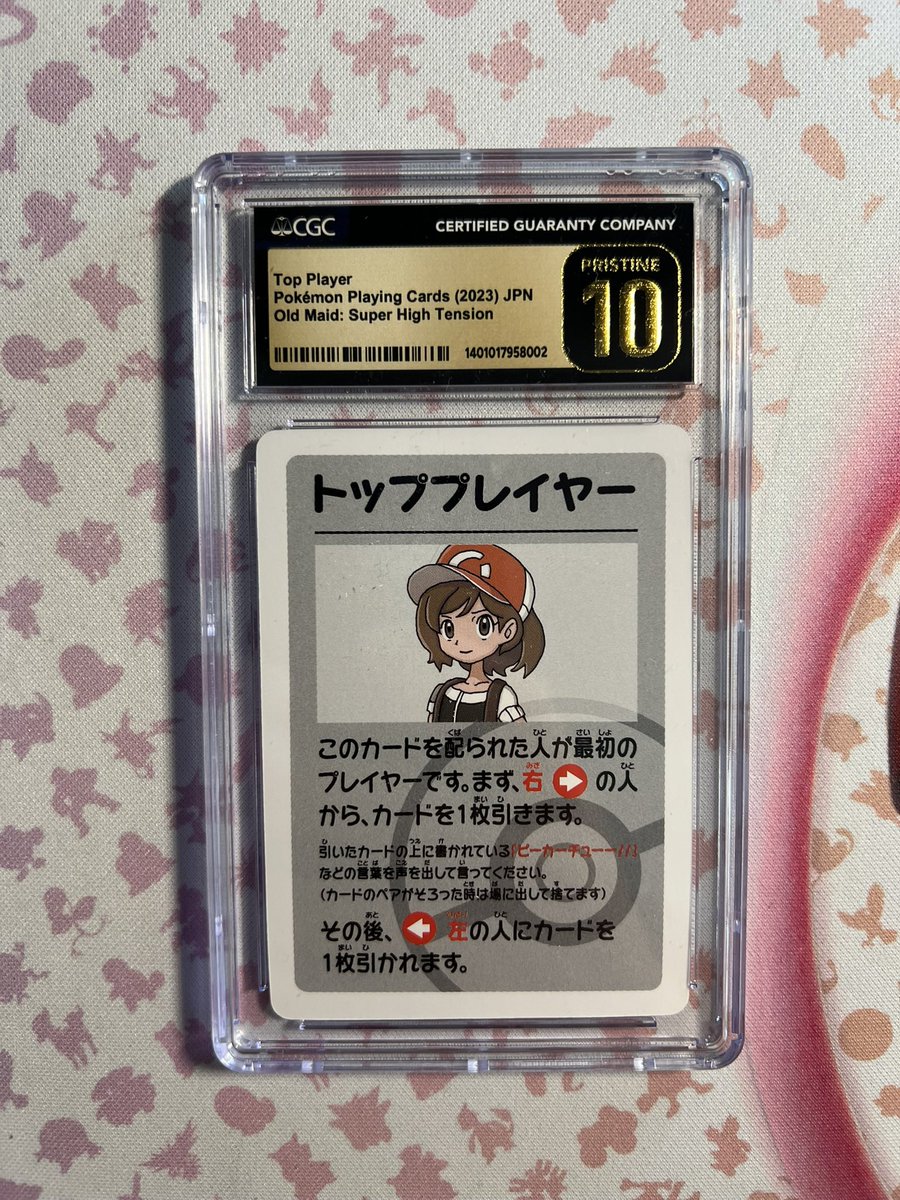 CGC CERTIFIED GUARANTY COMPANY
Top Player
Pokémon Playing Cards (2023) JPN
Old Maid: Super High Tension
1401017958002
PRISTINE
10
トッププレイヤー
このカードを配られた人が最初の
プレイヤーです。まず、右 の人
から、カードを1枚引きます。
引いたカードの上に書かれている「ピーカーチューーー!!」
などの言葉を声を出して言ってください。
(カードのペアがそろった時は場に出して捨てます)
その後、 左の人にカードを
1枚引かれます。